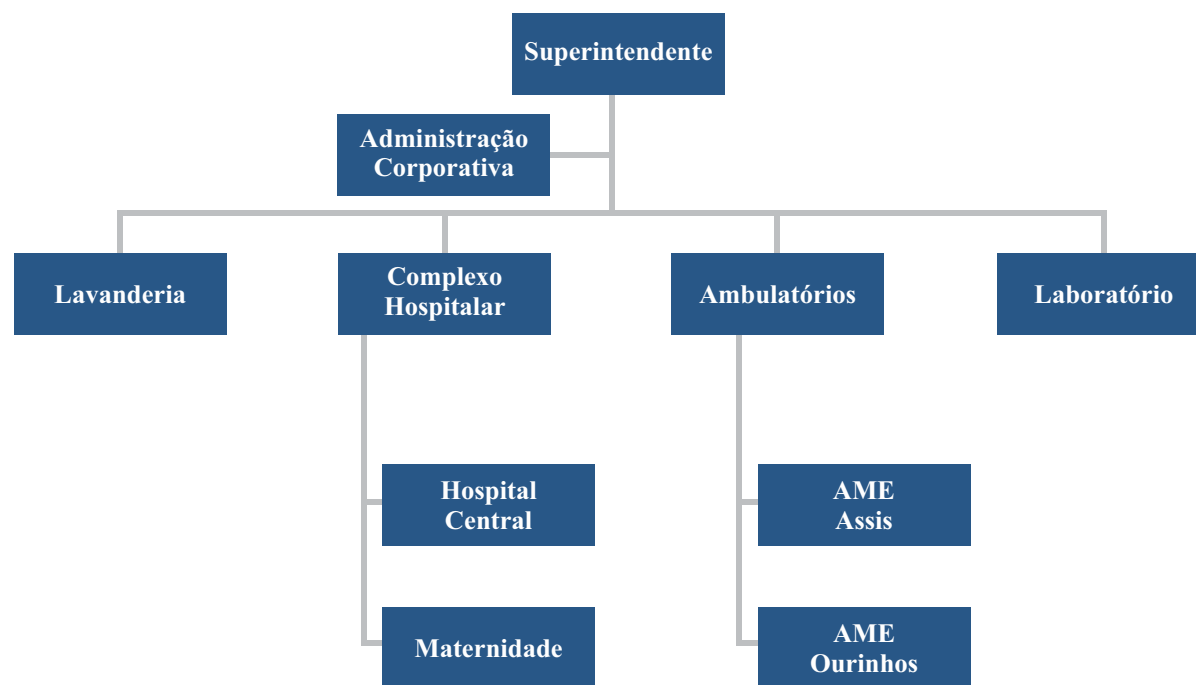 Superintendente
Administração
Corporativa
Lavanderia
Complexo
Hospitalar
Ambulatórios
Laboratório
Hospital
Central
AME
Assis
Maternidade
AME
Ourinhos